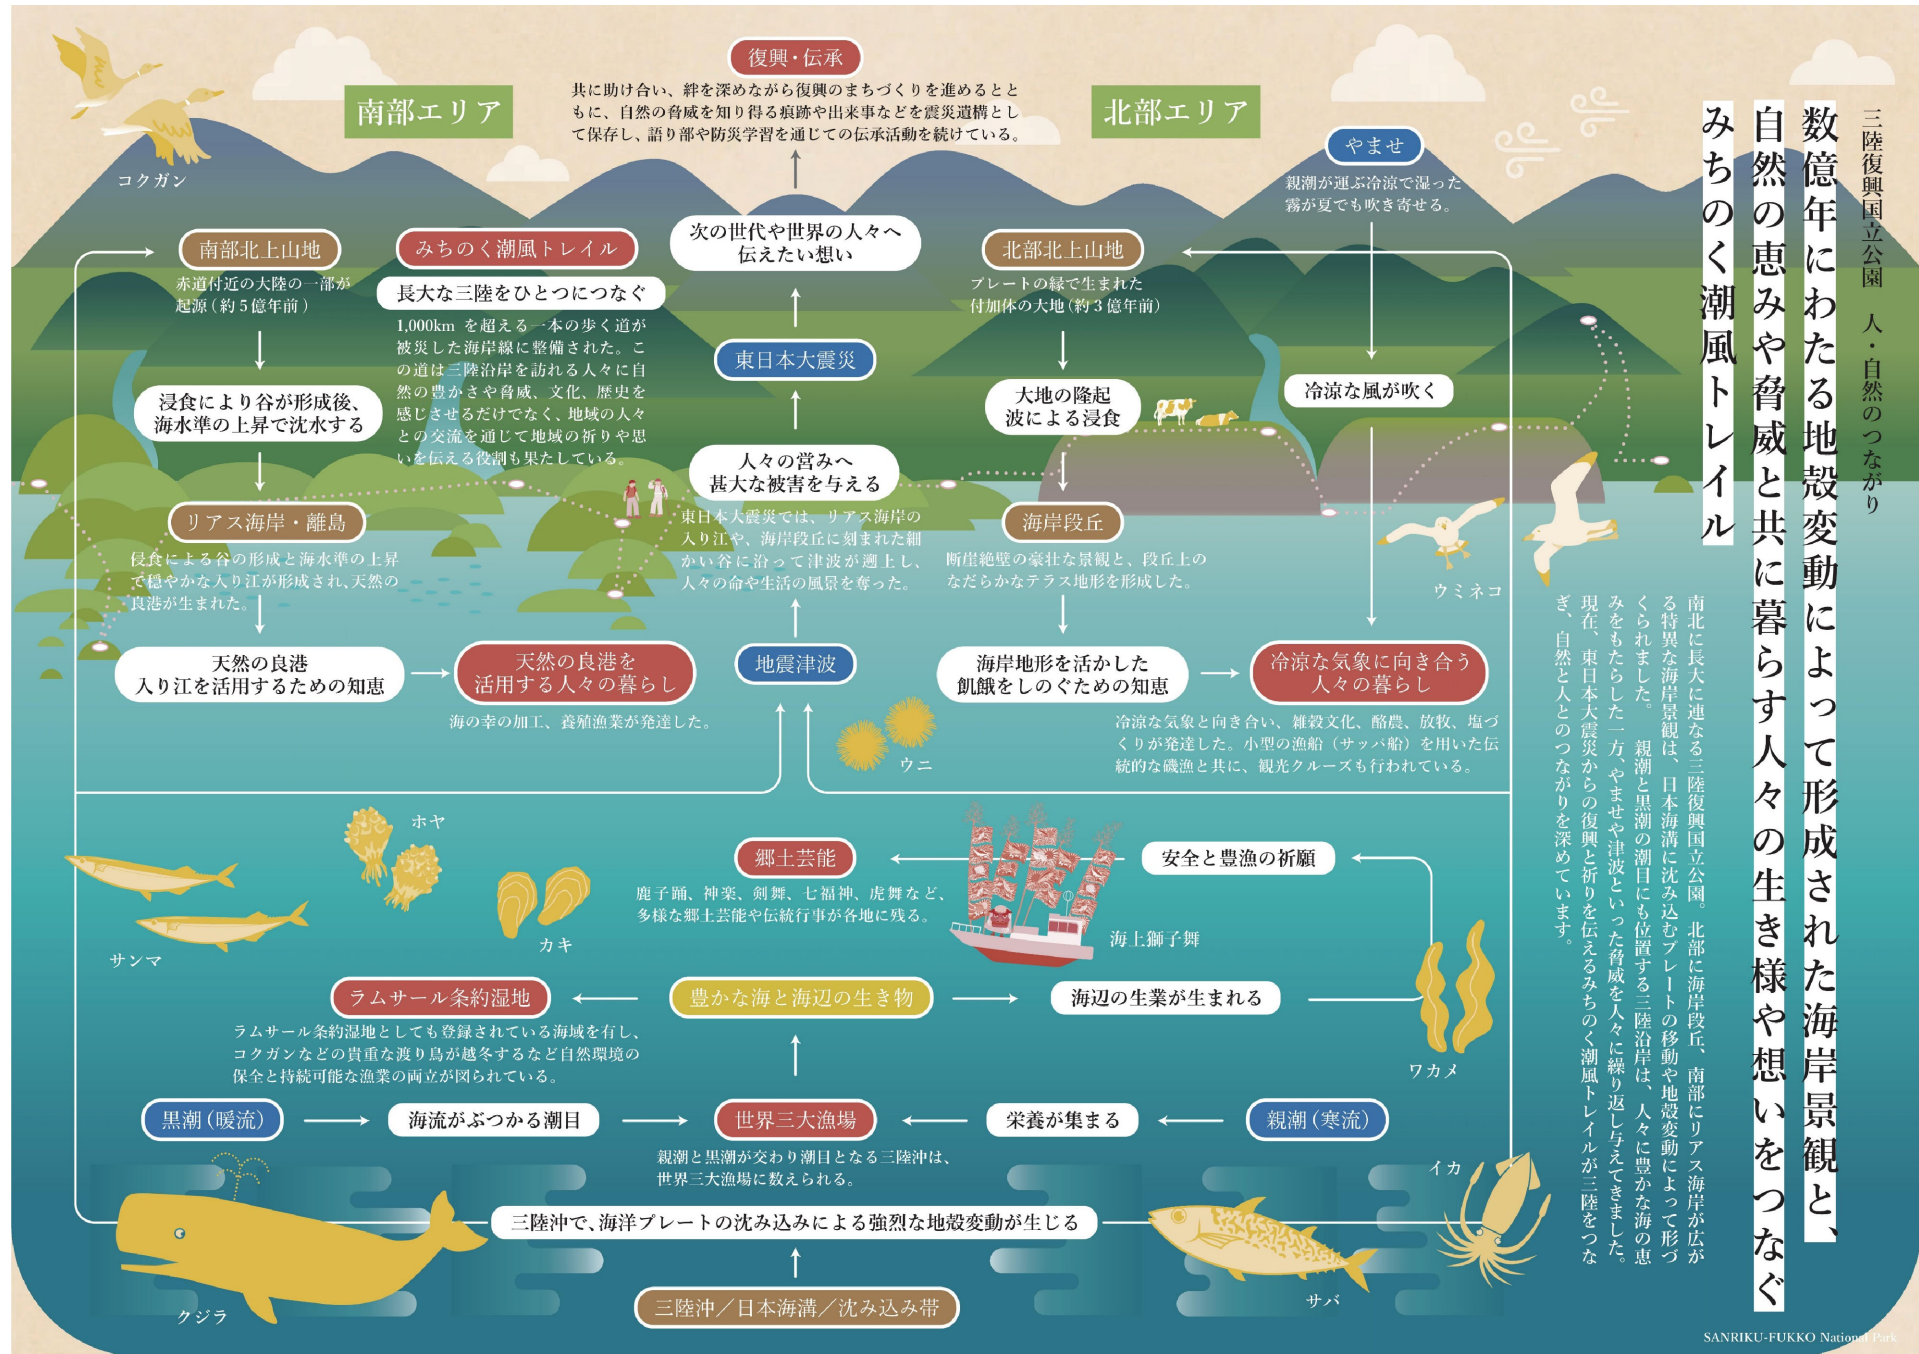 三陸復興国立公園 人・自然のつながり
数億年にわたる地殻変動によって形成された海岸景観と、
自然の恵みや脅威と共に暮らす人々の生き様や想いをつなぐ
みちのく潮風トレイル
南北に長大に連なる三陸復興国立公園。北部に海岸段丘、南部にリアス海岸が広が
る特異な海岸景観は、日本海溝に沈み込むプレートの移動や地殻変動によって形づ
くられました。 親潮と黒潮の潮目にも位置する三陸沿岸は、人々に豊かな海の恵
みをもたらした一方、やませや津波といった脅威を人々に繰り返し与えてきました。
現在、東日本大震災からの復興と祈りを伝えるみちのく潮風トレイルが三陸をつな
ぎ、自然と人とのつながりを深めています。
復興・伝承
共に助け合い、絆を深めながら復興のまちづくりを進めるとと
もに、自然の脅威を知り得る痕跡や出来事などを震災遺構とし
て保存し、語り部や防災学習を通じての伝承活動を続けている。
南部エリア
北部エリア
コクガン
やませ
親潮が運ぶ冷涼で湿った
霧が夏でも吹き寄せる。
南部北上山地
赤道付近の大陸の一部が
起源(約5億年前)
みちのく潮風トレイル
長大な三陸をひとつにつなぐ
1,000km を超える一本の歩く道が
被災した海岸線に整備された。こ
の道は三陸沿岸を訪れる人々に自
然の豊かさや脅威、文化、歴史を
感じさせるだけでなく、地域の人々
との交流を通じて地域の祈りや思
いを伝える役割も果たしている。
次の世代や世界の人々へ
伝えたい想い
北部北上山地
プレートの縁で生まれた
付加体の大地(約3億年前)
東日本大震災
浸食により谷が形成後、
海水準の上昇で沈水する
大地の隆起
波による浸食
冷涼な風が吹く
人々の営みへ
甚大な被害を与える
東日本大震災では、リアス海岸の
入り江や、海岸段丘に刻まれた細
かい谷に沿って津波が遡上し、
人々の命や生活の風景を奪った。
リアス海岸・離島
侵食による谷の形成と海水準の上昇
で穏やかな入り江が形成され、天然の
良港が生まれた。
海岸段丘
断崖絶壁の豪壮な景観と、段丘上の
なだらかなテラス地形を形成した。
ウミネコ
天然の良港
入り江を活用するための知恵
天然の良港を
活用する人々の暮らし
海の幸の加工、養殖漁業が発達した。
地震津波
海岸地形を活かした
飢餓をしのぐための知恵
冷涼な気象に向き合う
人々の暮らし
冷涼な気象と向き合い、雑穀文化、酪農、放牧、塩づ
くりが発達した。小型の漁船(サッパ船)を用いた伝
統的な磯漁と共に、観光クルーズも行われている。
ウニ
ホヤ
カキ
サンマ
郷土芸能
鹿子踊、神楽、剣舞、七福神、虎舞など、
多様な郷土芸能や伝統行事が各地に残る。
安全と豊漁の祈願
海上獅子舞
ラムサール条約湿地
ラムサール条約湿地としても登録されている海域を有し、
コクガンなどの貴重な渡り鳥が越冬するなど自然環境の
保全と持続可能な漁業の両立が図られている。
豊かな海と海辺の生き物
海辺の生業が生まれる
ワカメ
黒潮(暖流)
海流がぶつかる潮目
世界三大漁場
栄養が集まる
親潮(寒流)
親潮と黒潮が交わり潮目となる三陸沖は、
世界三大漁場に数えられる。
イカ
三陸沖で、海洋プレートの沈み込みによる強烈な地殻変動が生じる
クジラ
サバ
三陸沖/日本海溝/沈み込み帯
SANRIKU-FUKKO National Park